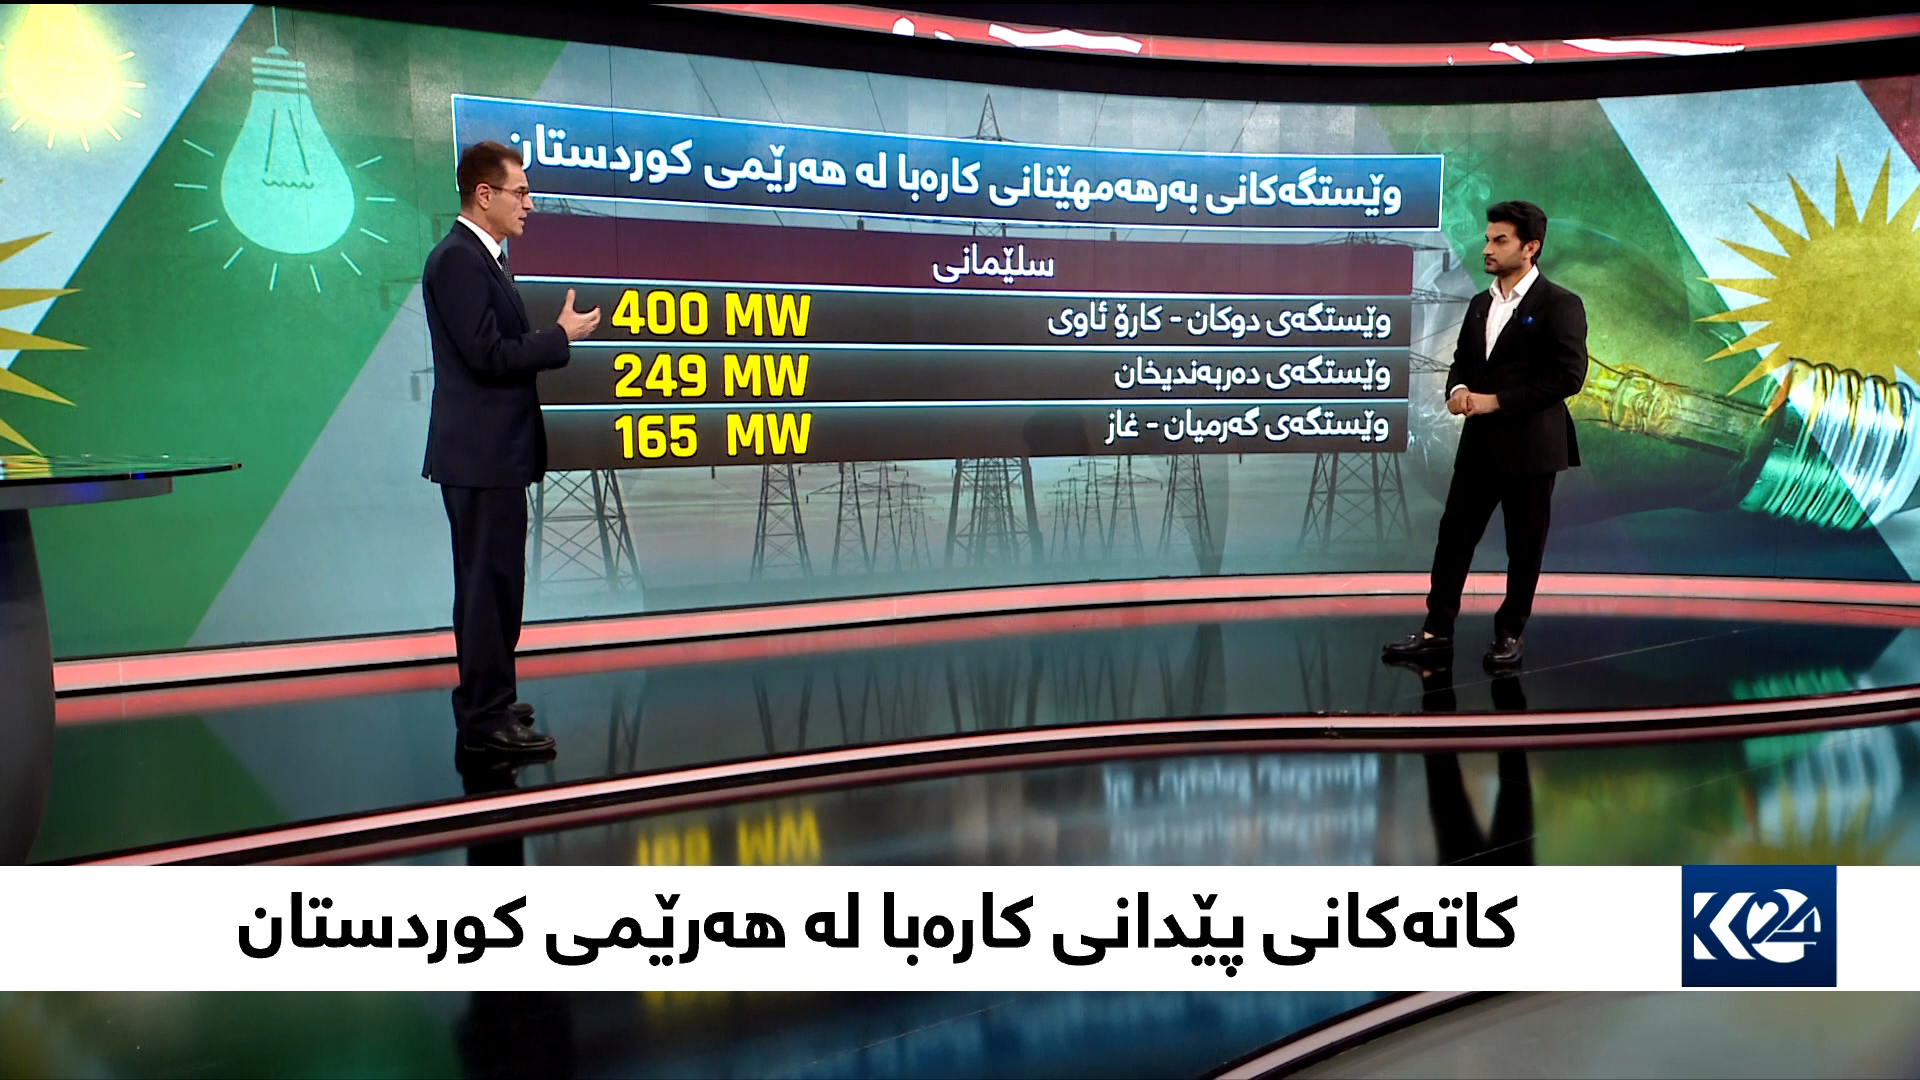 وێستگەکانی بەرهەمهێنانی کارەبا لە هەرێمی کوردستان
سلێمانی
وێستگەی دوکان - کارۆ ئاوی 400 MW
وێستگەی دەربەندیخان 249 MW
وێستگەی گەرمیان - غاز 165 MW
کاتەکانی پێدانی کارەبا لە هەرێمی کوردستان
K24